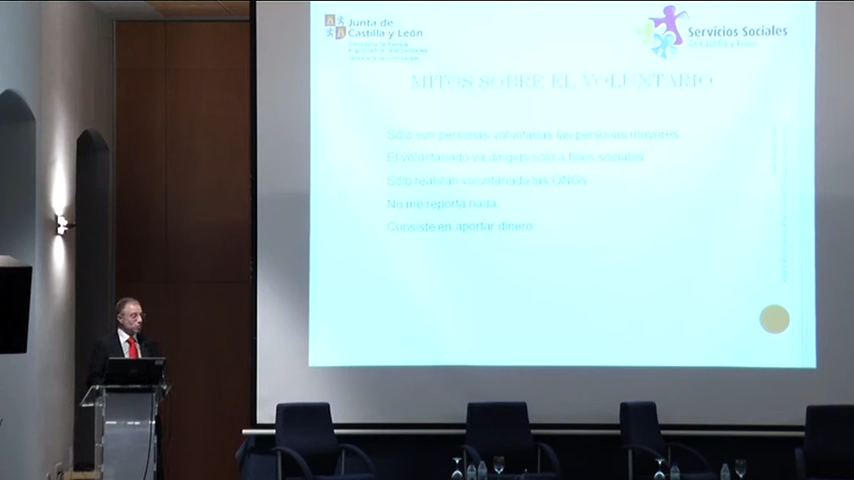 Junta de
Castilla y León
Servicios Sociales
de Castilla y León
MITOS SOBRE EL VOLUNTARIO
Sólo son personas voluntarias las personas mayores.
El voluntariado va dirigido sólo a fines sociales.
Sólo realizan voluntariado las ONGs.
No me reporta nada.
Consiste en aportar dinero.